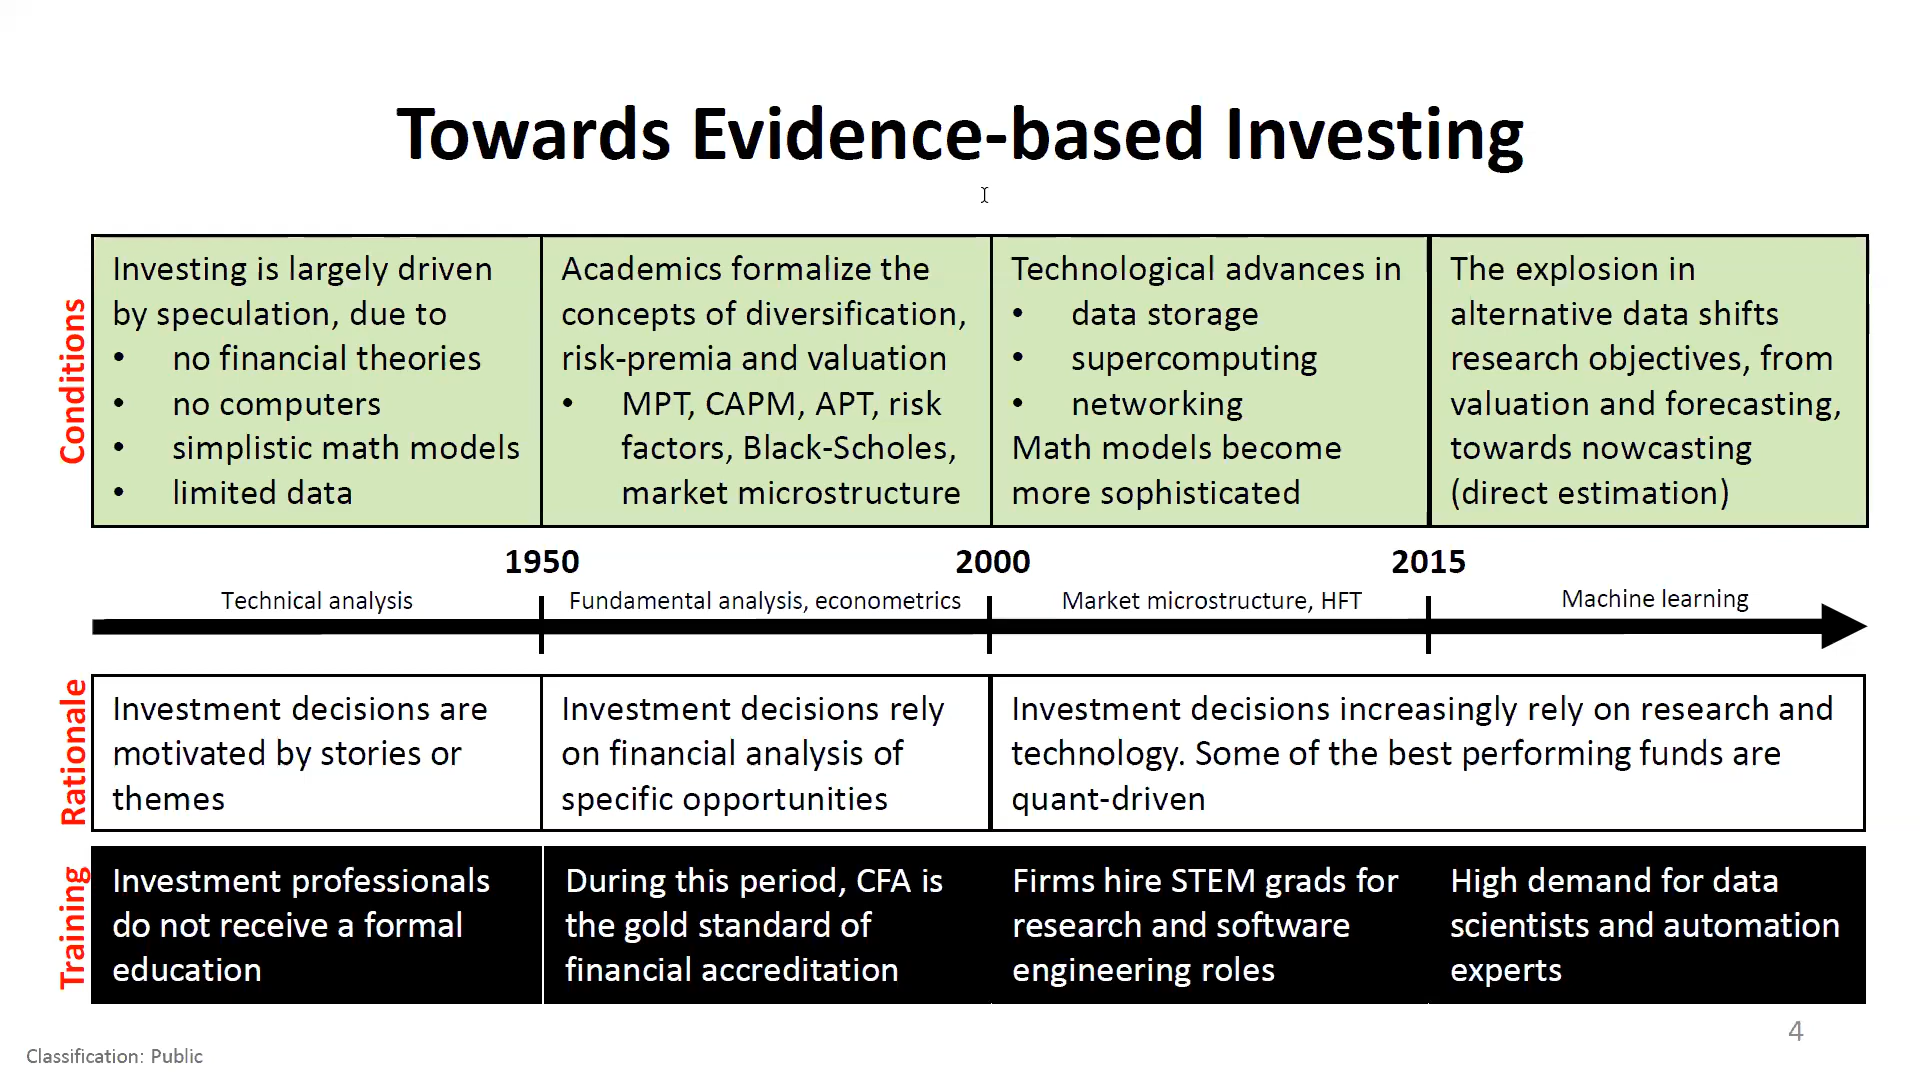 Towards Evidence-based Investing
Conditions
Investing is largely driven
by speculation, due to
• no financial theories
• no computers
• simplistic math models
• limited data
Academics formalize the
concepts of diversification,
risk-premia and valuation
• MPT, CAPM, APT, risk
factors, Black-Scholes,
market microstructure
Technological advances in
• data storage
• supercomputing
• networking
Math models become
more sophisticated
The explosion in
alternative data shifts
research objectives, from
valuation and forecasting,
towards nowcasting
(direct estimation)
1950
2000
2015
Technical analysis
Fundamental analysis, econometrics
Market microstructure, HFT
Machine learning
Rationale
Investment decisions are
motivated by stories or
themes
Investment decisions rely
on financial analysis of
specific opportunities
Investment decisions increasingly rely on research and
technology. Some of the best performing funds are
quant-driven
Training
Investment professionals
do not receive a formal
education
During this period, CFA is
the gold standard of
financial accreditation
Firms hire STEM grads for
research and software
engineering roles
High demand for data
scientists and automation
experts
4
Classification: Public